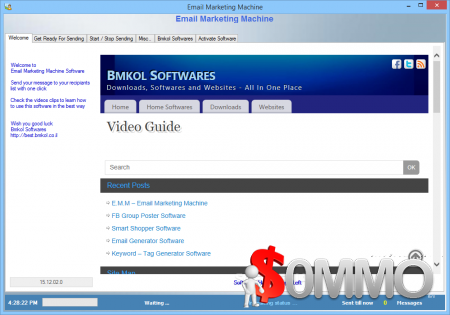 Email Marketing Machine
Email Marketing Machine
Welcome Get Ready For Sending Start / Stop Sending Misc.. Bmkol Softwares Activate Software
Welcome to
Email Marketing Machine Software
Send your message to your recipiants
list with one click
Check the videos clips to learn how
to use this software in the best way
Wish you good luck
Bmkol Softwares
http://beat.bmkol.co.il
BMKOL SOFTWARES
Downloads, Softwares and Websites - All In One Place
Home Home Softwares Downloads Websites
Video Guide
Search OK
Recent Posts
E.M.M – Email Marketing Machine
FB Group Poster Software
Smart Shopper Software
Email Generator Software
Keyword – Tag Generator Software
Site Map
15.12.02.0
Left
$OMMO
4:28:22 PM Waiting ... status ... Sent till now 0 Messages